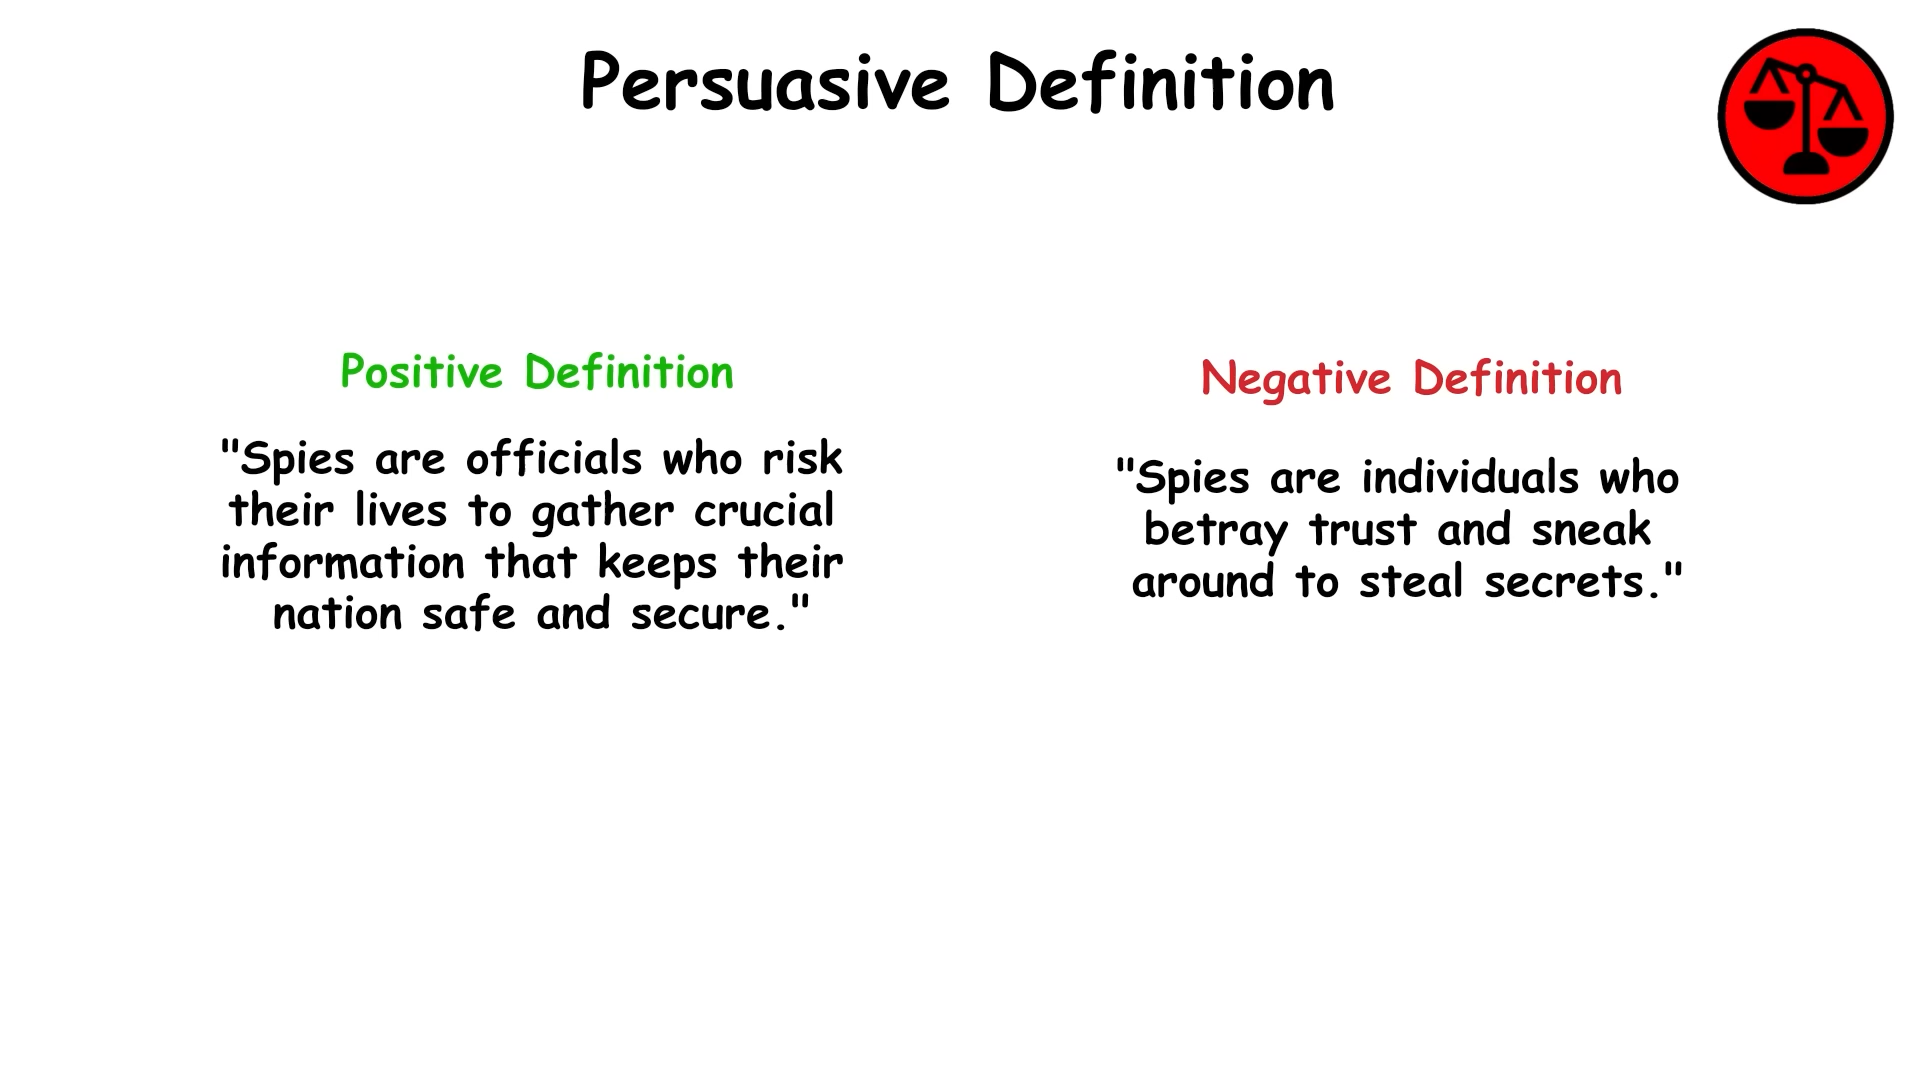 Persuasive Definition
Positive Definition
"Spies are officials who risk
their lives to gather crucial
information that keeps their
nation safe and secure."
Negative Definition
"Spies are individuals who
betray trust and sneak
around to steal secrets."